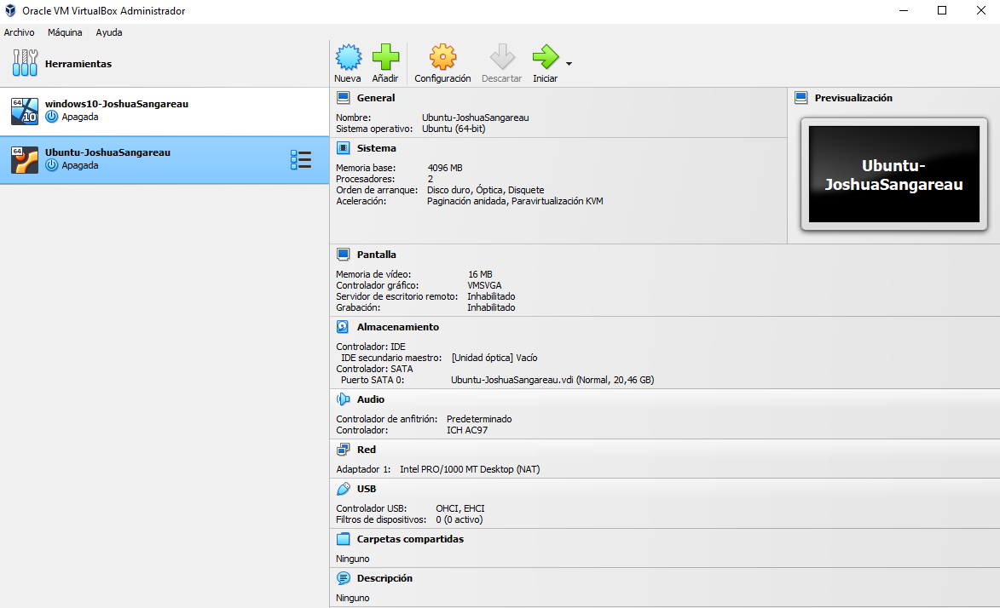 Oracle VM VirtualBox Administrador
Archivo Máquina Ayuda
Herramientas
Nueva Añadir Configuración Descartar Iniciar
64 10 windows10-JoshuaSangareau
Apagada
64 Ubuntu-JoshuaSangareau
Apagada
General
Nombre: Ubuntu-JoshuaSangareau
Sistema operativo: Ubuntu (64-bit)
Sistema
Memoria base: 4096 MB
Procesadores: 2
Orden de arranque: Disco duro, Óptica, Disquete
Aceleración: Paginación anidada, Paravirtualización KVM
Previsualización
Ubuntu-
JoshuaSangareau
Pantalla
Memoria de vídeo: 16 MB
Controlador gráfico: VMSVGA
Servidor de escritorio remoto: Inhabilitado
Grabación: Inhabilitado
Almacenamiento
Controlador: IDE
IDE secundario maestro: [Unidad óptica] Vacío
Controlador: SATA
Puerto SATA 0: Ubuntu-JoshuaSangareau.vdi (Normal, 20,46 GB)
Audio
Controlador de anfitrión: Predeterminado
Controlador: ICH AC97
Red
Adaptador 1: Intel PRO/1000 MT Desktop (NAT)
USB
Controlador USB: OHCI, EHCI
Filtros de dispositivos: 0 (0 activo)
Carpetas compartidas
Ninguno
Descripción
Ninguno